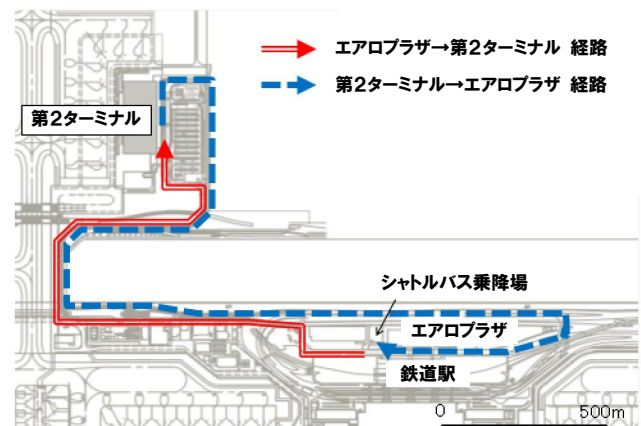 エアロプラザ→第2ターミナル 経路
第2ターミナル→エアロプラザ 経路
第2ターミナル
シャトルバス乗降場
エアロプラザ
鉄道駅
0 500m